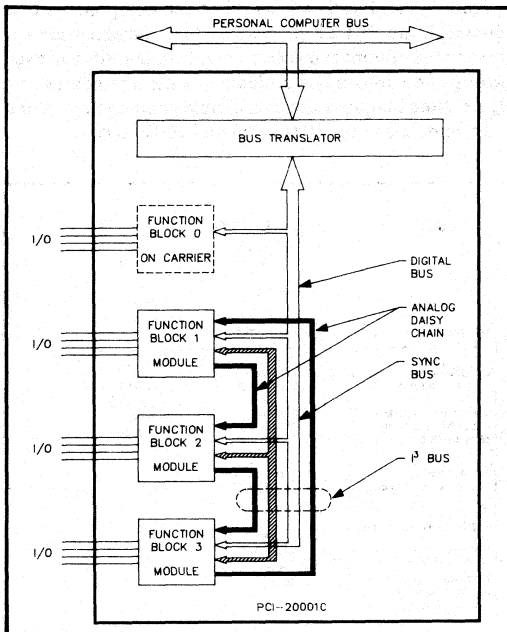 PERSONAL COMPUTER BUS
BUS TRANSLATOR
I/O
FUNCTION
BLOCK 0
ON CARRIER
DIGITAL
BUS
ANALOG
DAISY
CHAIN
I/O
FUNCTION
BLOCK 1
MODULE
SYNC
BUS
I/O
FUNCTION
BLOCK 2
MODULE
I³ BUS
I/O
FUNCTION
BLOCK 3
MODULE
PCI-20001C